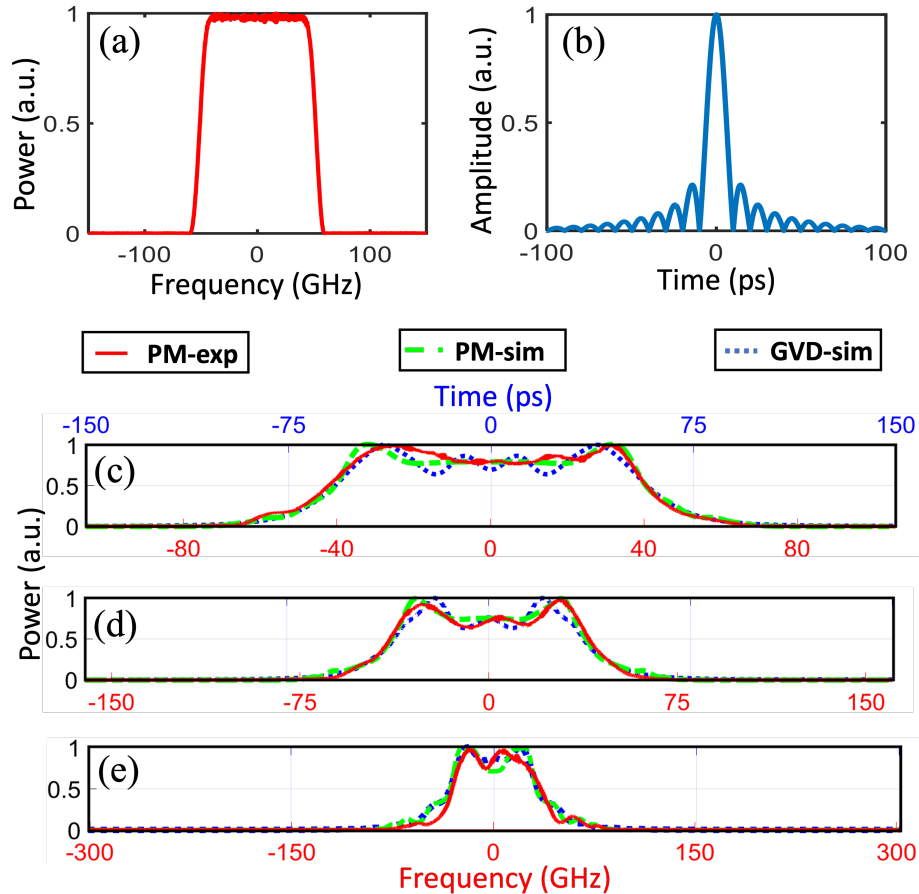 (a)
(b)
Power (a.u.)
1
0.5
0
-100
0
100
Frequency (GHz)
Amplitude (a.u.)
1
0.5
0
-100
0
100
Time (ps)
PM-exp
PM-sim
GVD-sim
Time (ps)
-150
-75
0
75
150
Power (a.u.)
(c)
1
0.5
0
-80
-40
0
40
80
(d)
1
0.5
0
-150
-75
0
75
150
(e)
1
0.5
0
-300
-150
0
150
300
Frequency (GHz)